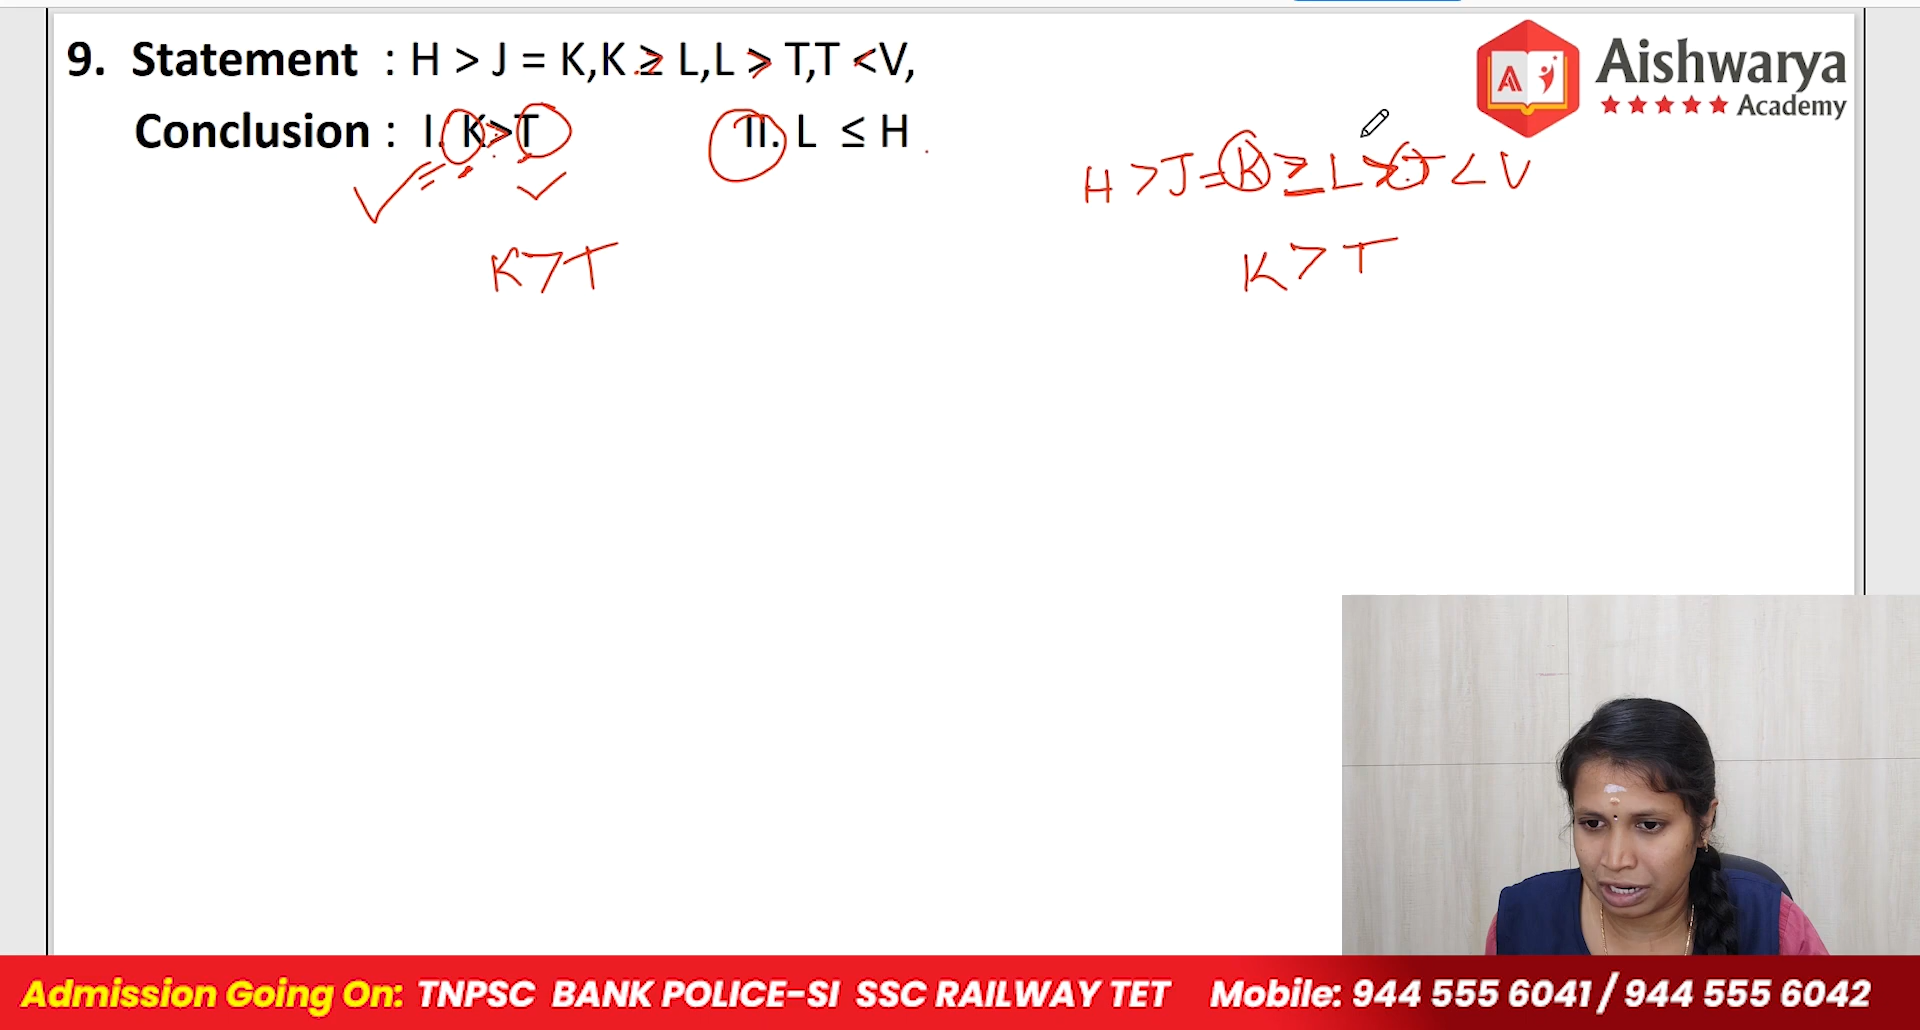 9. Statement : H > J = K,K ≥ L,L > T,T <V,
Conclusion : I. K>T II. L ≤ H
H > J = K ≥ L > T < V
K > T
K > T
Aishwarya
Academy
A
Admission Going On: TNPSC BANK POLICE-SI SSC RAILWAY TET Mobile: 944 555 6041 / 944 555 6042